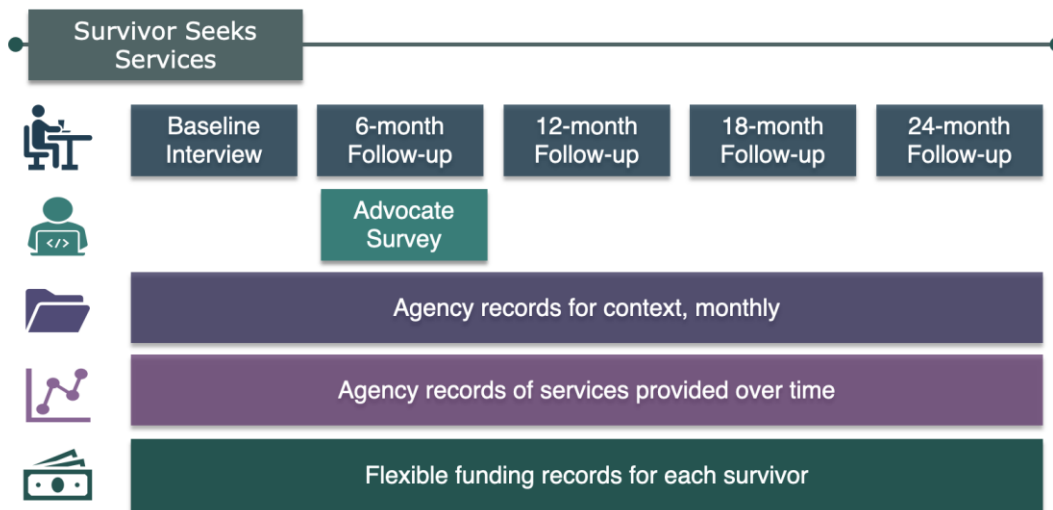 Survivor Seeks
Services
Baseline
Interview
6-month
Follow-up
12-month
Follow-up
18-month
Follow-up
24-month
Follow-up
</>
Advocate
Survey
Agency records for context, monthly
Agency records of services provided over time
Flexible funding records for each survivor